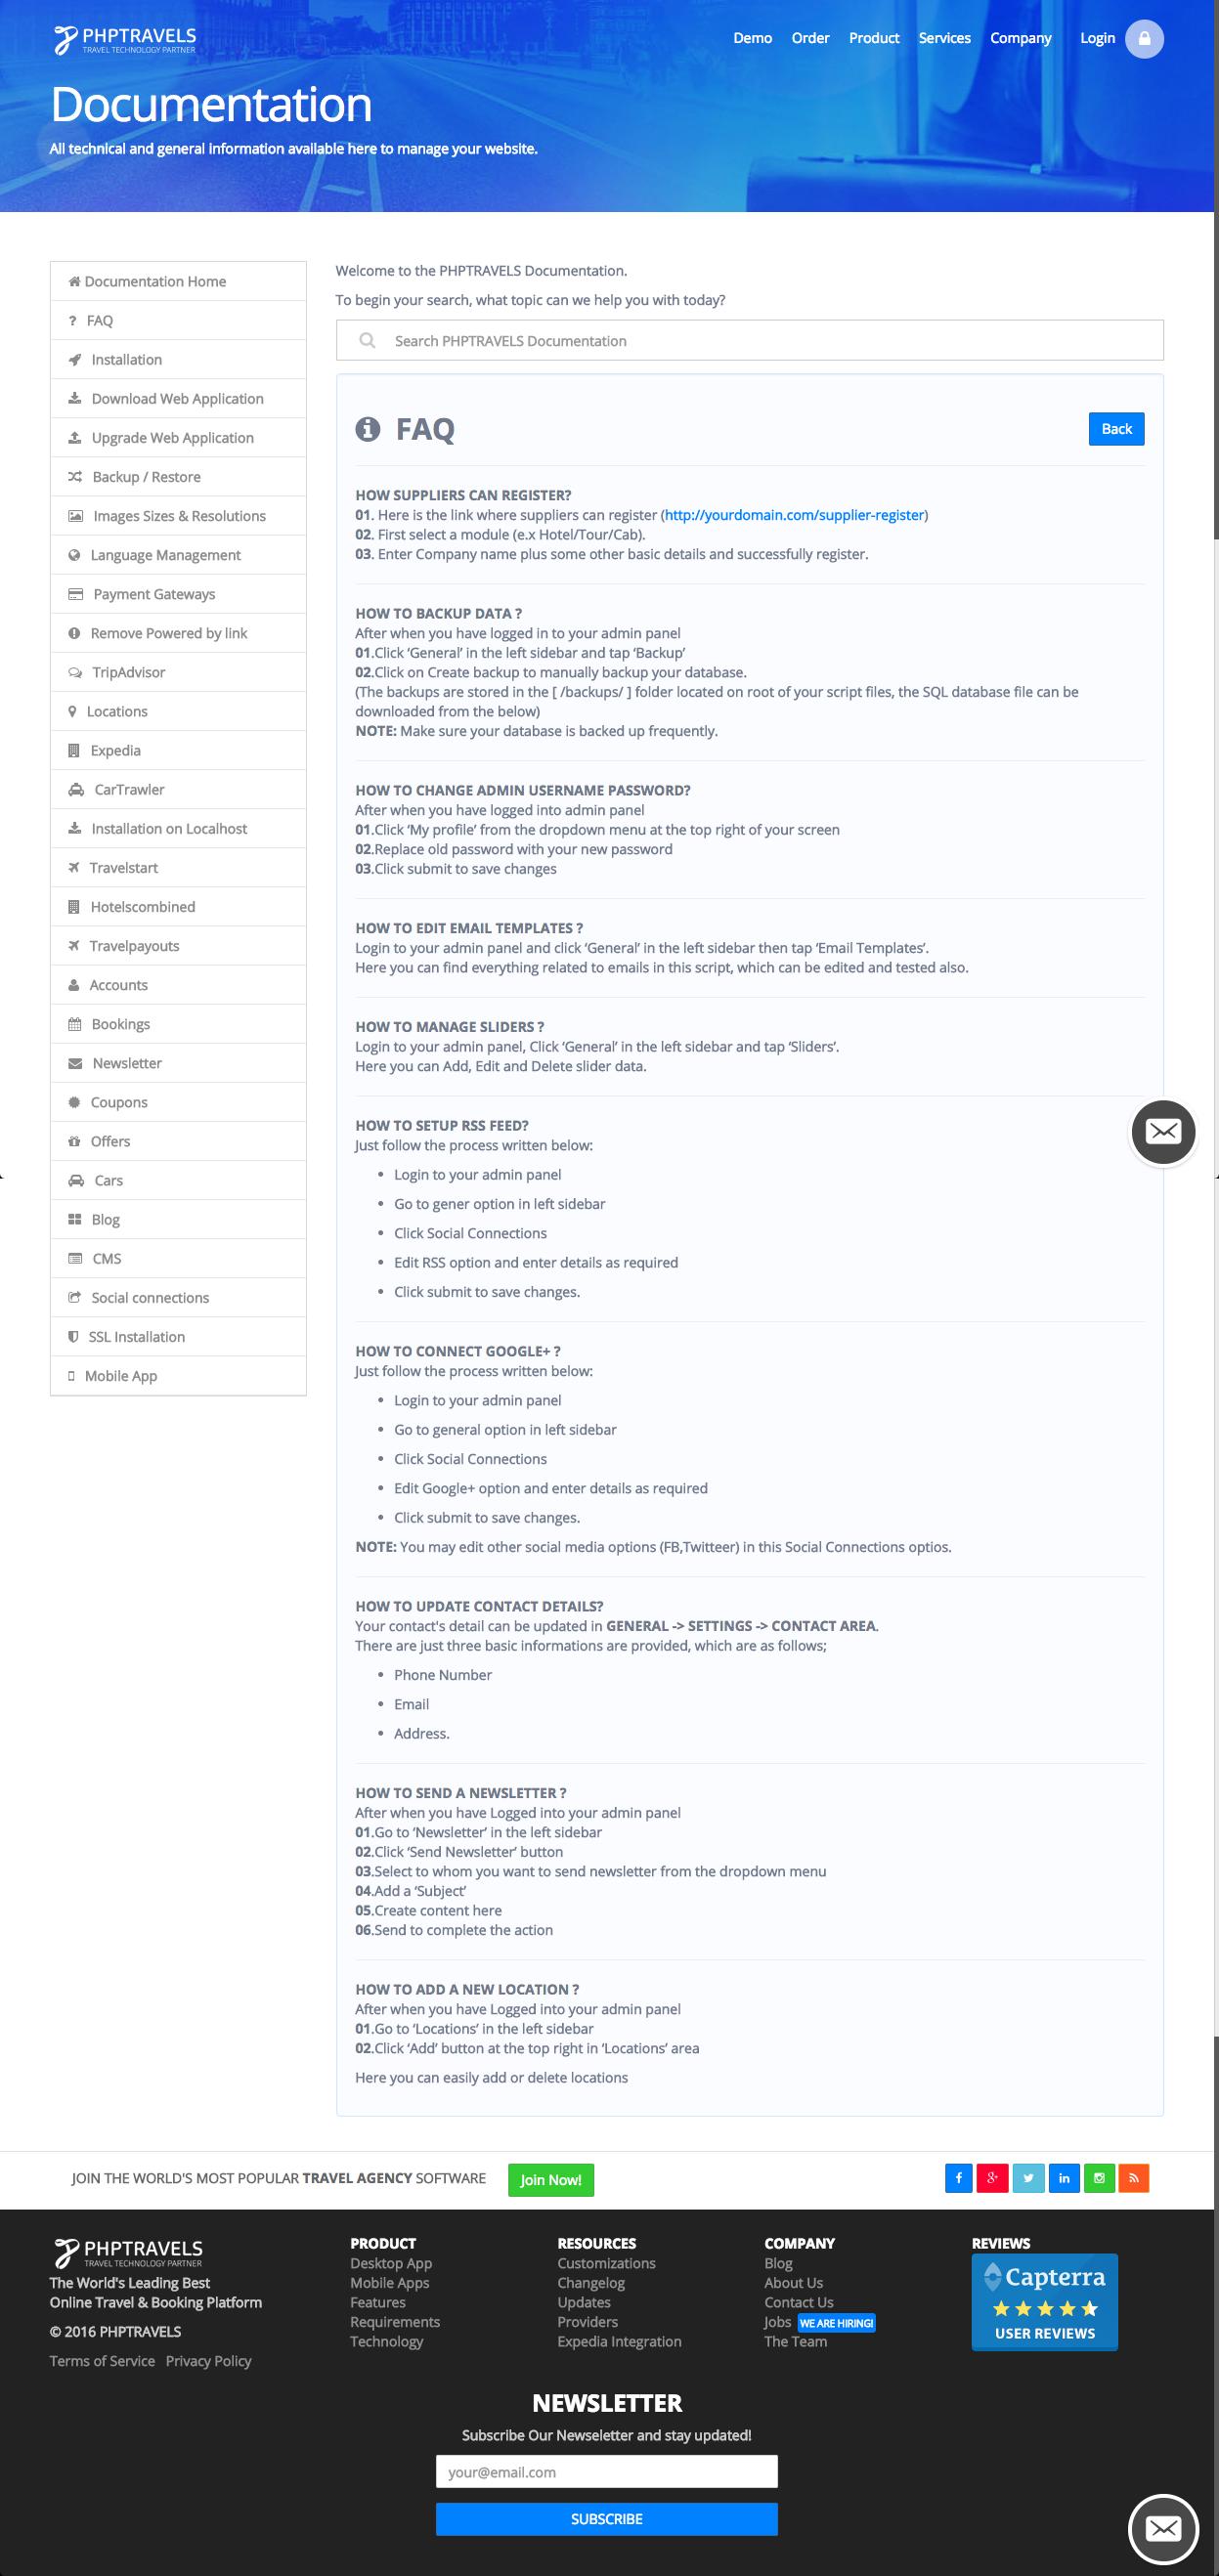 PHPTRAVELS
TRAVEL TECHNOLOGY PARTNER
Demo Order Product Services Company Login
Documentation
All technical and general information available here to manage your website.
Documentation Home
? FAQ
Installation
Download Web Application
Upgrade Web Application
Backup / Restore
Images Sizes & Resolutions
Language Management
Payment Gateways
Remove Powered by link
TripAdvisor
Locations
Expedia
CarTrawler
Installation on Localhost
Travelstart
Hotelscombined
Travelpayouts
Accounts
Bookings
Newsletter
Coupons
Offers
Cars
Blog
CMS
Social connections
SSL Installation
Mobile App
Welcome to the PHPTRAVELS Documentation.
To begin your search, what topic can we help you with today?
Search PHPTRAVELS Documentation
FAQ
Back
HOW SUPPLIERS CAN REGISTER?
01. Here is the link where suppliers can register (http://yourdomain.com/supplier-register)
02. First select a module (e.x Hotel/Tour/Cab).
03. Enter Company name plus some other basic details and successfully register.
HOW TO BACKUP DATA ?
After when you have logged in to your admin panel
01.Click ‘General’ in the left sidebar and tap ‘Backup’
02.Click on Create backup to manually backup your database.
(The backups are stored in the [ /backups/ ] folder located on root of your script files, the SQL database file can be
downloaded from the below)
NOTE: Make sure your database is backed up frequently.
HOW TO CHANGE ADMIN USERNAME PASSWORD?
After when you have logged into admin panel
01.Click ‘My profile’ from the dropdown menu at the top right of your screen
02.Replace old password with your new password
03.Click submit to save changes
HOW TO EDIT EMAIL TEMPLATES ?
Login to your admin panel and click ‘General’ in the left sidebar then tap ‘Email Templates’.
Here you can find everything related to emails in this script, which can be edited and tested also.
HOW TO MANAGE SLIDERS ?
Login to your admin panel, Click ‘General’ in the left sidebar and tap ‘Sliders’.
Here you can Add, Edit and Delete slider data.
HOW TO SETUP RSS FEED?
Just follow the process written below:
• Login to your admin panel
• Go to gener option in left sidebar
• Click Social Connections
• Edit RSS option and enter details as required
• Click submit to save changes.
HOW TO CONNECT GOOGLE+ ?
Just follow the process written below:
• Login to your admin panel
• Go to general option in left sidebar
• Click Social Connections
• Edit Google+ option and enter details as required
• Click submit to save changes.
NOTE: You may edit other social media options (FB,Twitteer) in this Social Connections optios.
HOW TO UPDATE CONTACT DETAILS?
Your contact's detail can be updated in GENERAL -> SETTINGS -> CONTACT AREA.
There are just three basic informations are provided, which are as follows;
• Phone Number
• Email
• Address.
HOW TO SEND A NEWSLETTER ?
After when you have Logged into your admin panel
01.Go to ‘Newsletter’ in the left sidebar
02.Click ‘Send Newsletter’ button
03.Select to whom you want to send newsletter from the dropdown menu
04.Add a ‘Subject’
05.Create content here
06.Send to complete the action
HOW TO ADD A NEW LOCATION ?
After when you have Logged into your admin panel
01.Go to ‘Locations’ in the left sidebar
02.Click ‘Add’ button at the top right in ‘Locations’ area
Here you can easily add or delete locations
JOIN THE WORLD'S MOST POPULAR TRAVEL AGENCY SOFTWARE Join Now!
PHPTRAVELS
TRAVEL TECHNOLOGY PARTNER
The World's Leading Best
Online Travel & Booking Platform
© 2016 PHPTRAVELS
Terms of Service Privacy Policy
PRODUCT
Desktop App
Mobile Apps
Features
Requirements
Technology
RESOURCES
Customizations
Changelog
Updates
Providers
Expedia Integration
COMPANY
Blog
About Us
Contact Us
Jobs WE ARE HIRING!
The Team
REVIEWS
Capterra
USER REVIEWS
NEWSLETTER
Subscribe Our Newseletter and stay updated!
your@email.com
SUBSCRIBE